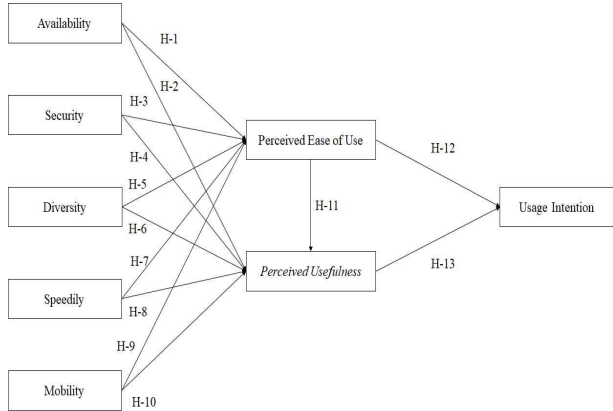 Availability
H-1
H-2
Security
H-3
H-4
Perceived Ease of Use
H-12
Diversity
H-5
H-6
H-11
Usage Intention
H-7
Perceived Usefulness
H-13
Speedily
H-8
H-9
Mobility
H-10